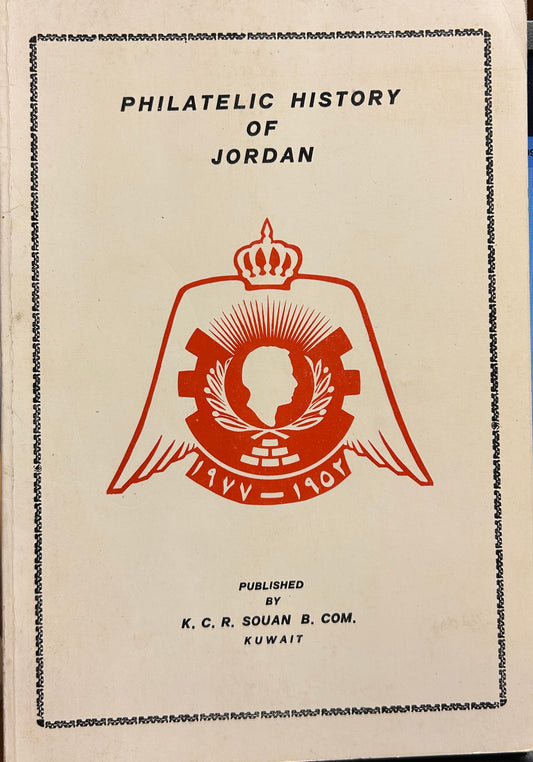 PHILATELIC HISTORY
OF
JORDAN
١٩٧٧ — ١٩٥٢
PUBLISHED
BY
K. C. R. SOUAN B. COM.
KUWAIT